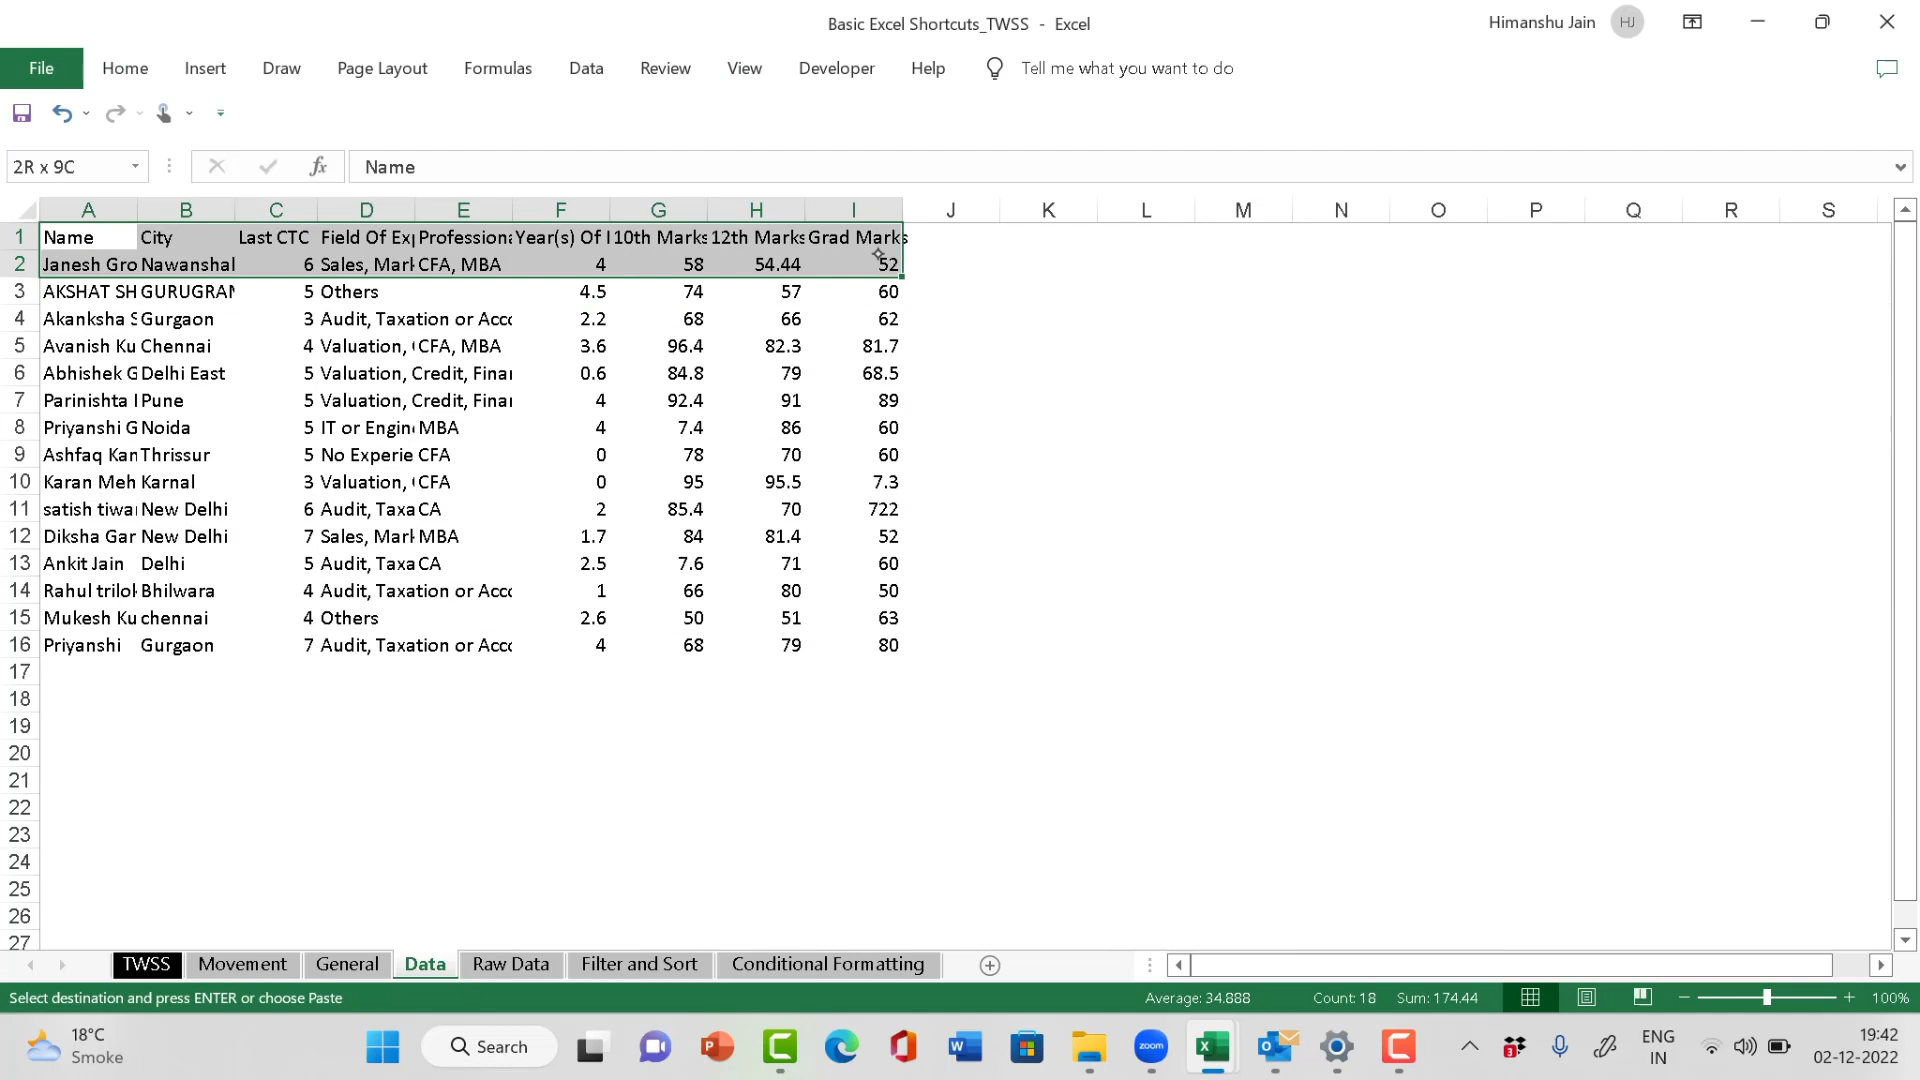 Basic Excel Shortcuts_TWSS - Excel
Himanshu Jain HJ
File Home Insert Draw Page Layout Formulas Data Review View Developer Help Tell me what you want to do
2R x 9C fx Name
A B C D E F G H I J K L M N O P Q R S
1 Name City Last CTC Field Of Exp Professiona Year(s) Of 10th Marks 12th Marks Grad Marks
2 Janesh Gro Nawanshal 6 Sales, Mark CFA, MBA 4 58 54.44 52
3 AKSHAT SH GURUGRAM 5 Others 4.5 74 57 60
4 Akanksha S Gurgaon 3 Audit, Taxation or Acco 2.2 68 66 62
5 Avanish Ku Chennai 4 Valuation, CFA, MBA 3.6 96.4 82.3 81.7
6 Abhishek G Delhi East 5 Valuation, Credit, Finan 0.6 84.8 79 68.5
7 Parinishta Pune 5 Valuation, Credit, Finan 4 92.4 91 89
8 Priyanshi G Noida 5 IT or Engin MBA 4 7.4 86 60
9 Ashfaq Kan Thrissur 5 No Experie CFA 0 78 70 60
10 Karan Meh Karnal 3 Valuation, CFA 0 95 95.5 7.3
11 satish tiwa New Delhi 6 Audit, Taxa CA 2 85.4 70 722
12 Diksha Gar New Delhi 7 Sales, Mark MBA 1.7 84 81.4 52
13 Ankit Jain Delhi 5 Audit, Taxa CA 2.5 7.6 71 60
14 Rahul trilok Bhilwara 4 Audit, Taxation or Acco 1 66 80 50
15 Mukesh Ku chennai 4 Others 2.6 50 51 63
16 Priyanshi Gurgaon 7 Audit, Taxation or Acco 4 68 79 80
17
18
19
20
21
22
23
24
25
26
27
TWSS Movement General Data Raw Data Filter and Sort Conditional Formatting
Select destination and press ENTER or choose Paste Average: 34.888 Count: 18 Sum: 174.44 100%
18°C
Smoke
Search
zoom
3
ENG
IN
19:42
02-12-2022